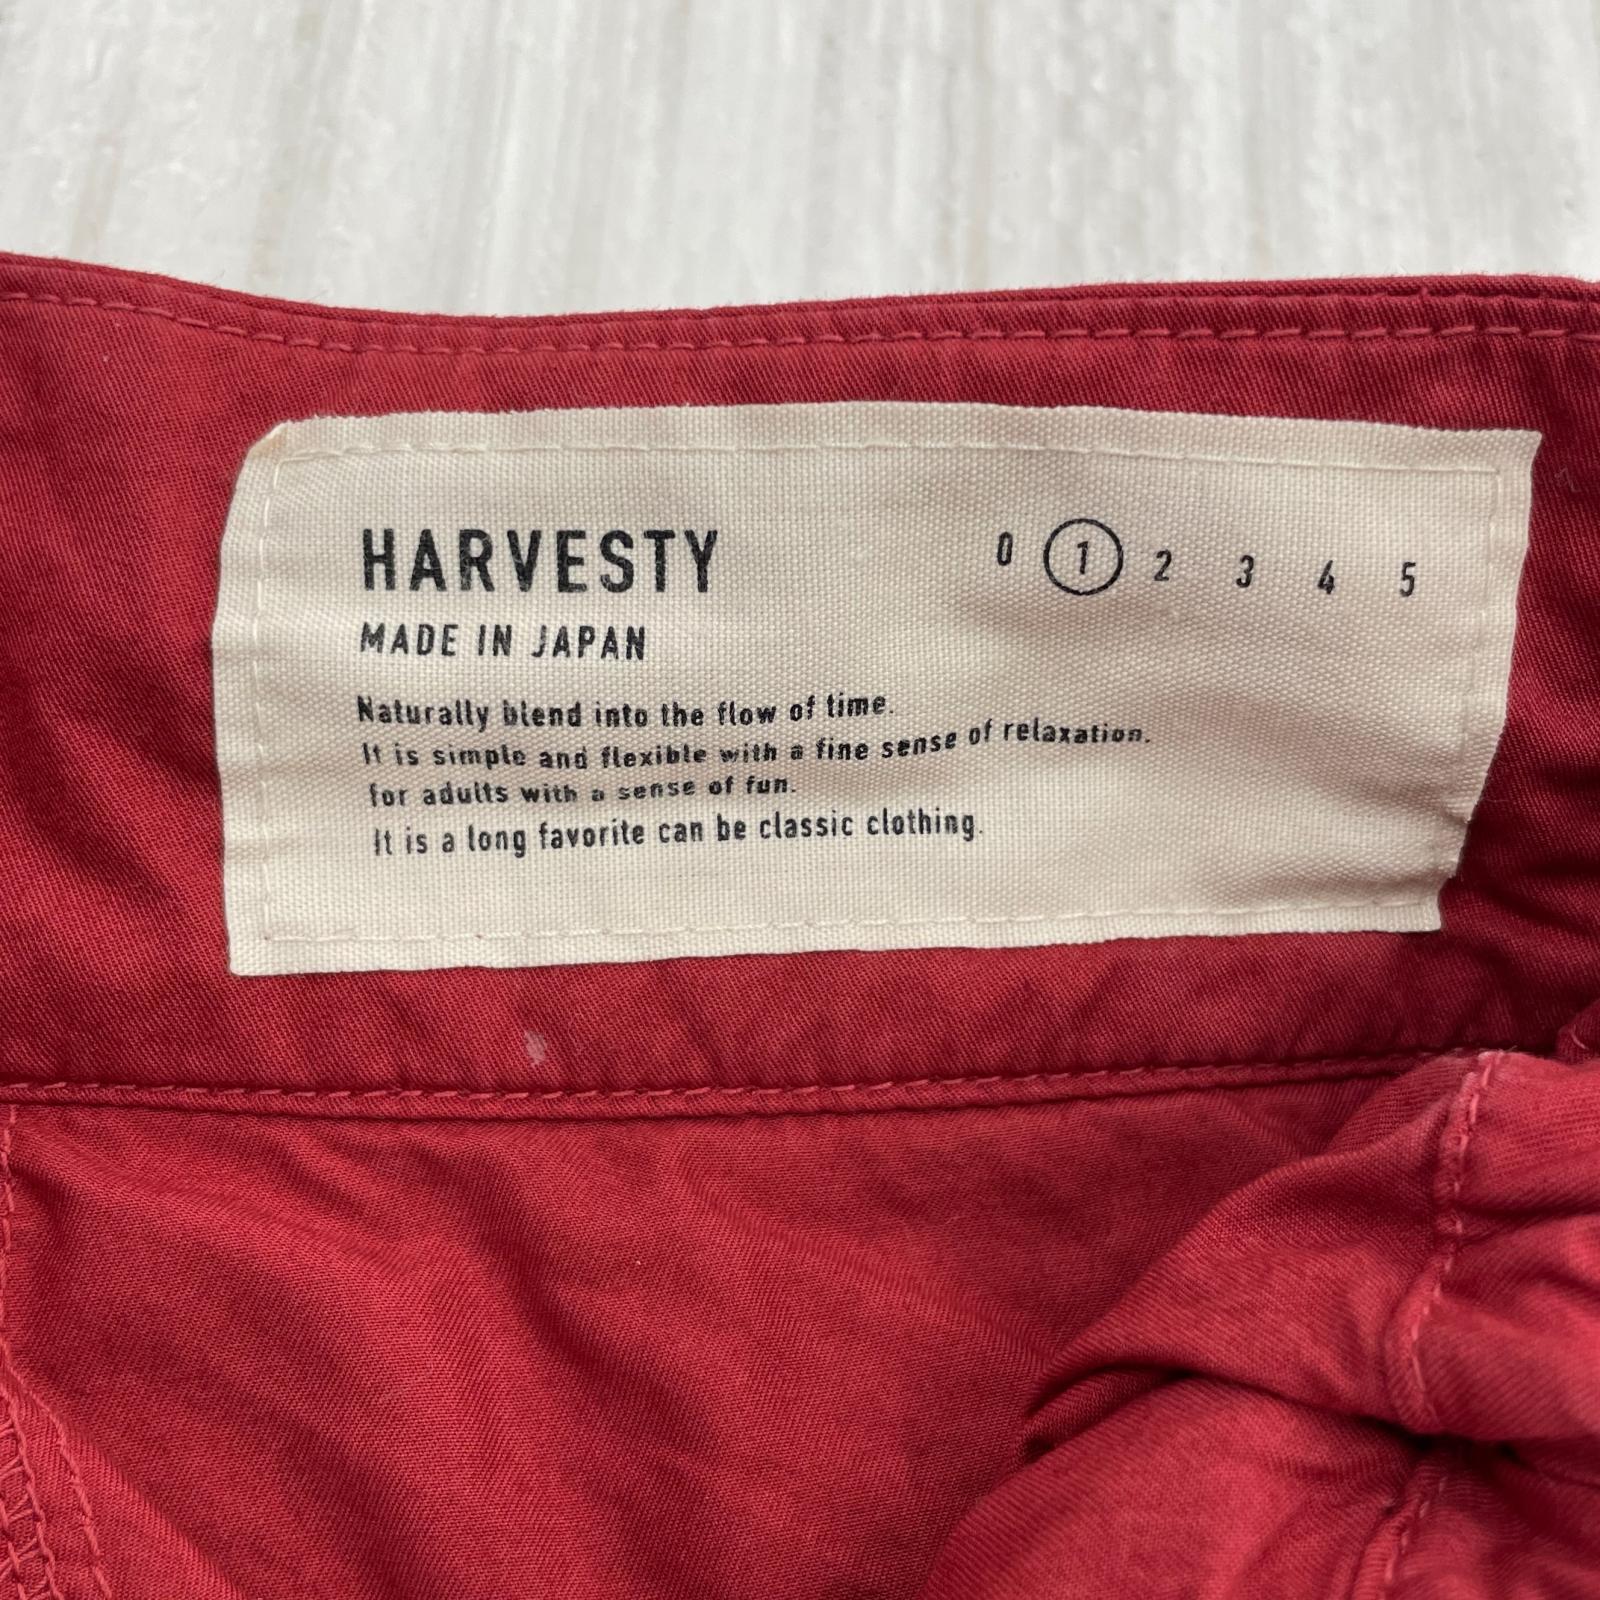 HARVESTY
0 1 2 3 4 5
MADE IN JAPAN
Naturally blend into the flow of time.
It is simple and flexible with a fine sense of relaxation.
for adults with a sense of fun.
It is a long favorite can be classic clothing.